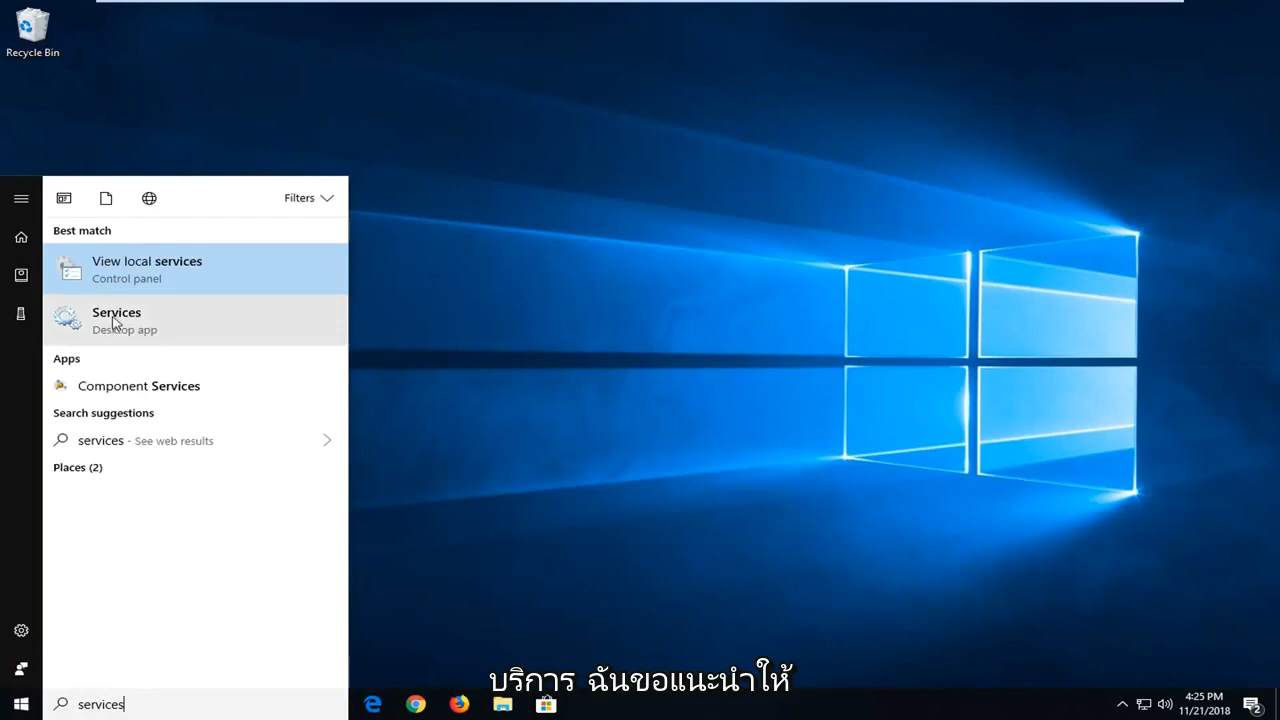 Recycle Bin
Filters
Best match
View local services
Control panel
Services
Desktop app
Apps
Component Services
Search suggestions
services - See web results
Places (2)
บริการ ฉันขอแนะนำให้
services
4:25 PM
11/21/2018
2